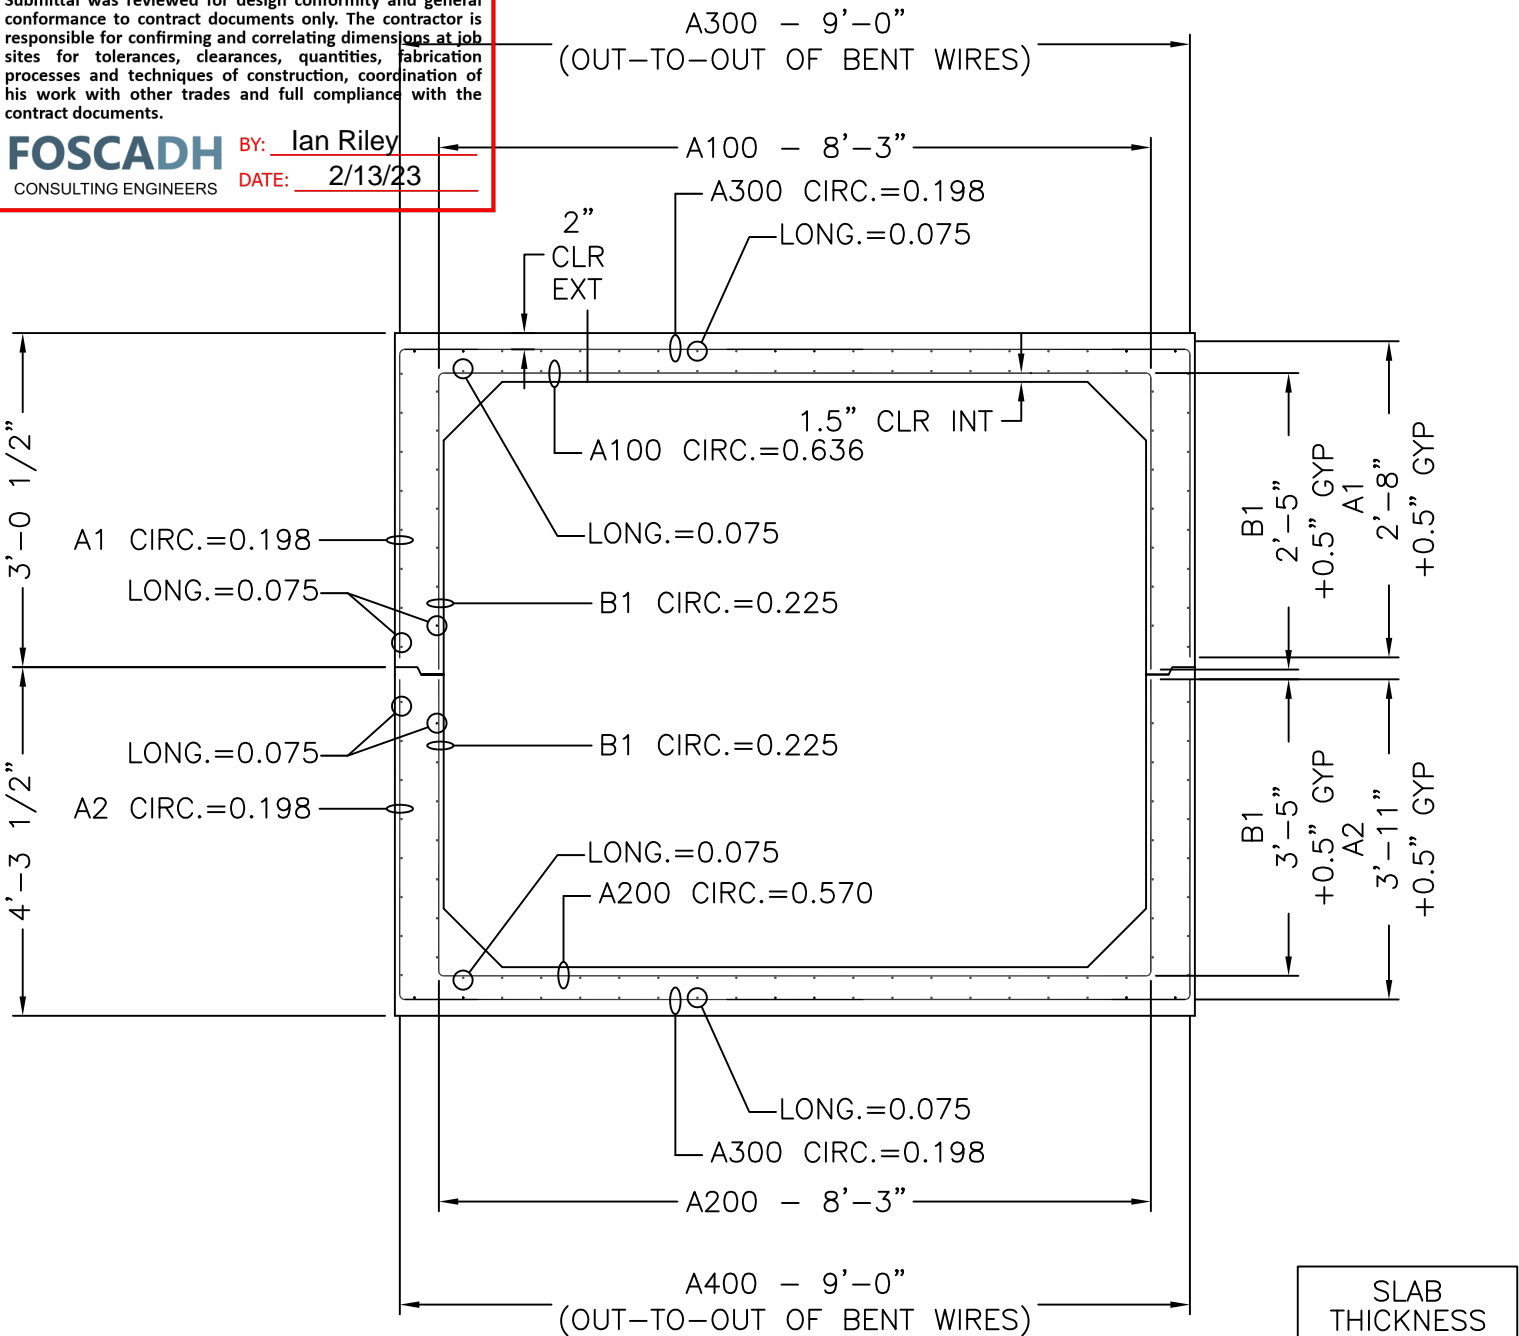 Submittal was reviewed for design conformity and general
conformance to contract documents only. The contractor is
responsible for confirming and correlating dimensions at job
sites for tolerances, clearances, quantities, fabrication
processes and techniques of construction, coordination of
his work with other trades and full compliance with the
contract documents.
FOSCADH
CONSULTING ENGINEERS
BY: Ian Riley
DATE: 2/13/23
A300 - 9'-0"
(OUT-TO-OUT OF BENT WIRES)
A100 - 8'-3"
A300 CIRC.=0.198
LONG.=0.075
2"
CLR
EXT
1.5" CLR INT
A100 CIRC.=0.636
LONG.=0.075
3'-0 1/2"
A1 CIRC.=0.198
LONG.=0.075
B1 CIRC.=0.225
B1
2'-5"
+0.5" GYP
A1
2'-8"
+0.5" GYP
4'-3 1/2"
LONG.=0.075
B1 CIRC.=0.225
A2 CIRC.=0.198
LONG.=0.075
A200 CIRC.=0.570
B1
3'-5"
+0.5" GYP
A2
3'-11"
+0.5" GYP
LONG.=0.075
A300 CIRC.=0.198
A200 - 8'-3"
A400 - 9'-0"
(OUT-TO-OUT OF BENT WIRES)
SLAB
THICKNESS